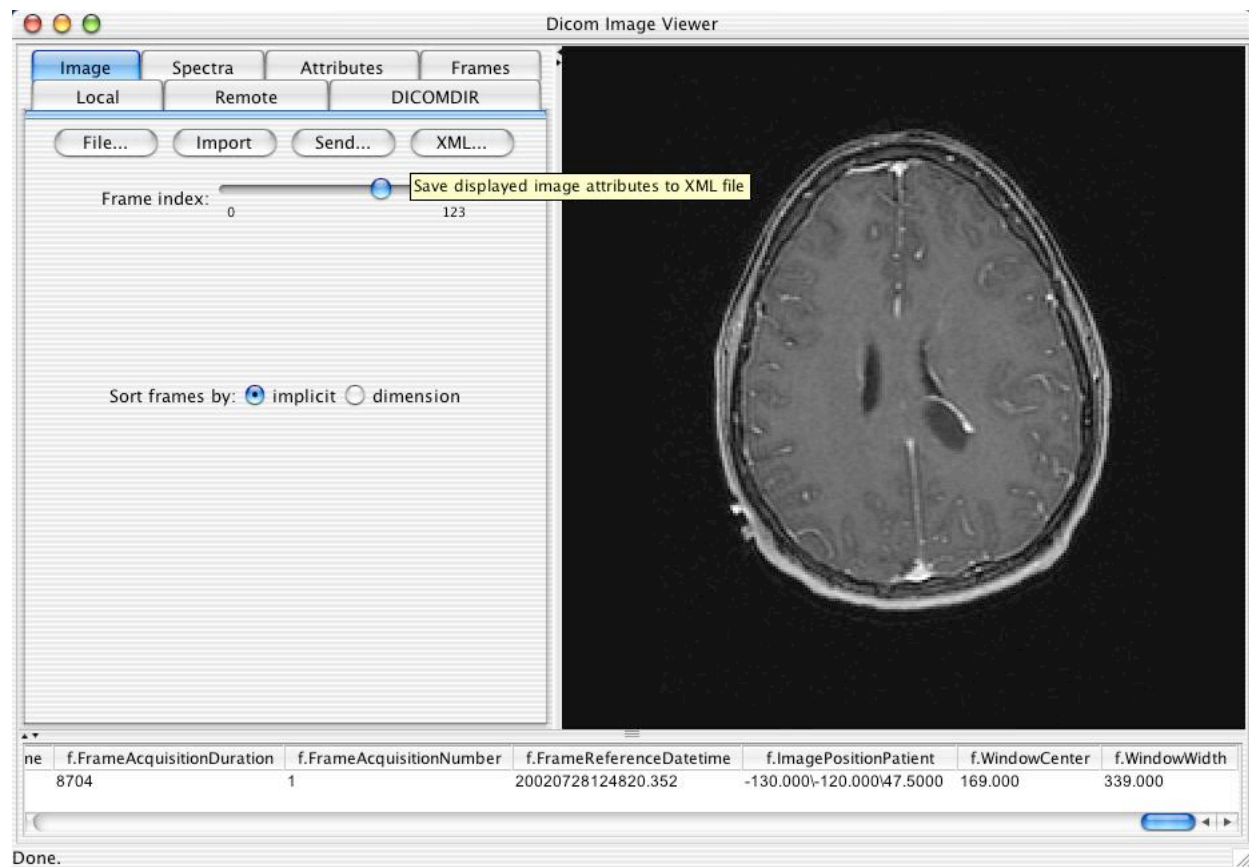 Dicom Image Viewer
Image Spectra Attributes Frames
Local Remote DICOMDIR
File... Import Send... XML...
Save displayed image attributes to XML file
Frame index:
0 123
Sort frames by: implicit dimension
ne f.FrameAcquisitionDuration f.FrameAcquisitionNumber f.FrameReferenceDatetime f.ImagePositionPatient f.WindowCenter f.WindowWidth
8704 1 20020728124820.352 -130.000\-120.000\47.5000 169.000 339.000
Done.